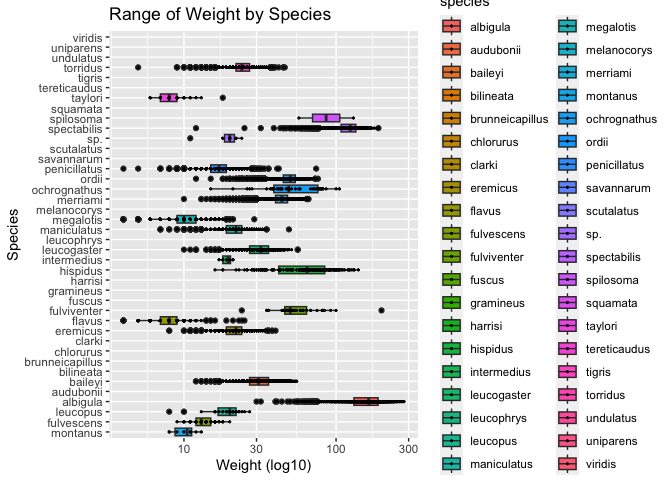 Range of Weight by Species
species
viridis
uniparens
undulatus
torridus
tigris
tereticaudus
taylori
squamata
spilosoma
spectabilis
sp.
scutalatus
savannarum
penicillatus
ordii
ochrognathus
merriami
melanocorys
megalotis
maniculatus
leucophrys
leucogaster
intermedius
hispidus
harrisi
gramineus
fuscus
fulviventer
flavus
eremicus
clarki
chlorurus
brunneicapillus
bilineata
baileyi
audubonii
albigula
leucopus
fulvescens
montanus
Species
10 30 100 300
Weight (log10)
albigula
audubonii
baileyi
bilineata
brunneicapillus
chlorurus
clarki
eremicus
flavus
fulvescens
fulviventer
fuscus
gramineus
harrisi
hispidus
intermedius
leucogaster
leucophrys
leucopus
maniculatus
megalotis
melanocorys
merriami
montanus
ochrognathus
ordii
penicillatus
savannarum
scutalatus
sp.
spectabilis
spilosoma
squamata
taylori
tereticaudus
tigris
torridus
undulatus
uniparens
viridis